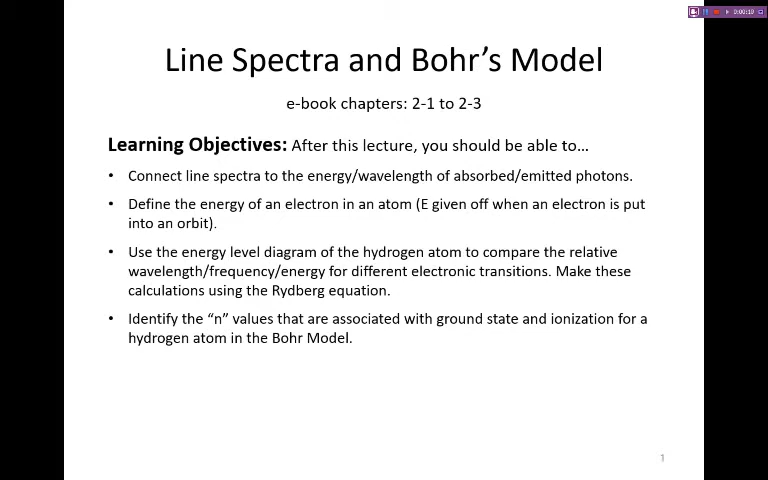 0:00:19
Line Spectra and Bohr’s Model
e-book chapters: 2-1 to 2-3
Learning Objectives: After this lecture, you should be able to…
• Connect line spectra to the energy/wavelength of absorbed/emitted photons.
• Define the energy of an electron in an atom (E given off when an electron is put
into an orbit).
• Use the energy level diagram of the hydrogen atom to compare the relative
wavelength/frequency/energy for different electronic transitions. Make these
calculations using the Rydberg equation.
• Identify the “n” values that are associated with ground state and ionization for a
hydrogen atom in the Bohr Model.
1